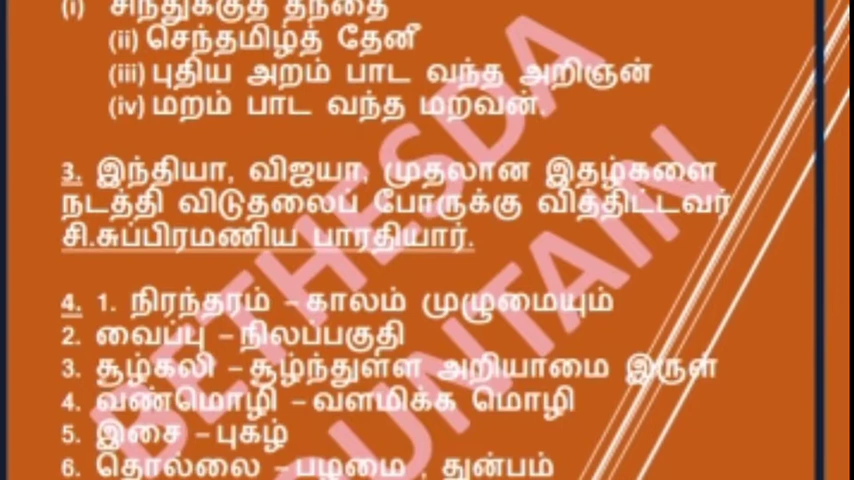 (i) சிந்துக்குத் தந்தை
(ii) செந்தமிழ்த் தேனீ
(iii) புதிய அறம் பாட வந்த அறிஞன்
(iv) மறம் பாட வந்த மறவன்.
3. இந்தியா, விஜயா, முதலான இதழ்களை
நடத்தி விடுதலைப் போருக்கு வித்திட்டவர்
சி.சுப்பிரமணிய பாரதியார்.
4. 1. நிரந்தரம் – காலம் முழுமையும்
2. வைப்பு – நிலப்பகுதி
3. சூழ்கலி – சூழ்ந்துள்ள அறியாமை இருள்
4. வண்மொழி – வளமிக்க மொழி
5. இசை – புகழ்
6. தொல்லை – பழமை , துன்பம்
BETHESDA
OUNTAIN